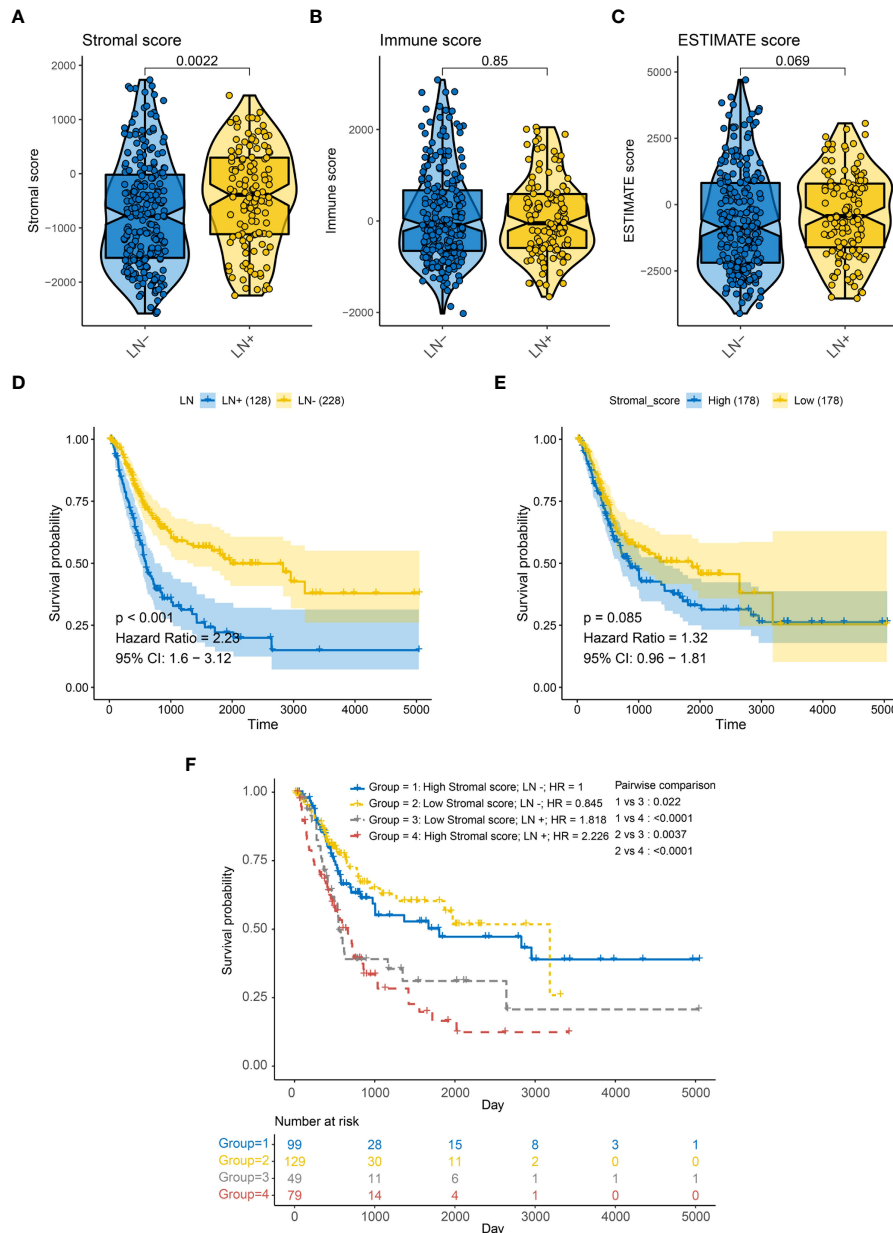 A
Stromal score
0.0022
Stromal score
2000
1000
0
−1000
−2000
LN−
LN+
B
Immune score
0.85
Immune score
2000
0
−2000
LN−
LN+
C
ESTIMATE score
0.069
ESTIMATE score
5000
2500
0
−2500
LN−
LN+
D
LN LN+ (128) LN- (228)
Survival probability
1.00
0.75
0.50
0.25
0.00
p < 0.001
Hazard Ratio = 2.23
95% CI: 1.6 − 3.12
0 1000 2000 3000 4000 5000
Time
E
Stromal_score High (178) Low (178)
Survival probability
1.00
0.75
0.50
0.25
0.00
p = 0.085
Hazard Ratio = 1.32
95% CI: 0.96 − 1.81
0 1000 2000 3000 4000 5000
Time
F
Group = 1: High Stromal score; LN -; HR = 1
Group = 2: Low Stromal score; LN -; HR = 0.845
Group = 3: Low Stromal score; LN +; HR = 1.818
Group = 4: High Stromal score; LN +; HR = 2.226
Pairwise comparison
1 vs 3 : 0.022
1 vs 4 : <0.0001
2 vs 3 : 0.0037
2 vs 4 : <0.0001
Survival probability
1.00
0.75
0.50
0.25
0.00
0 1000 2000 3000 4000 5000
Day
Number at risk
Group=1 99 28 15 8 3 1
Group=2 129 30 11 2 0 0
Group=3 49 11 6 1 1 1
Group=4 79 14 4 1 0 0
0 1000 2000 3000 4000 5000
Day